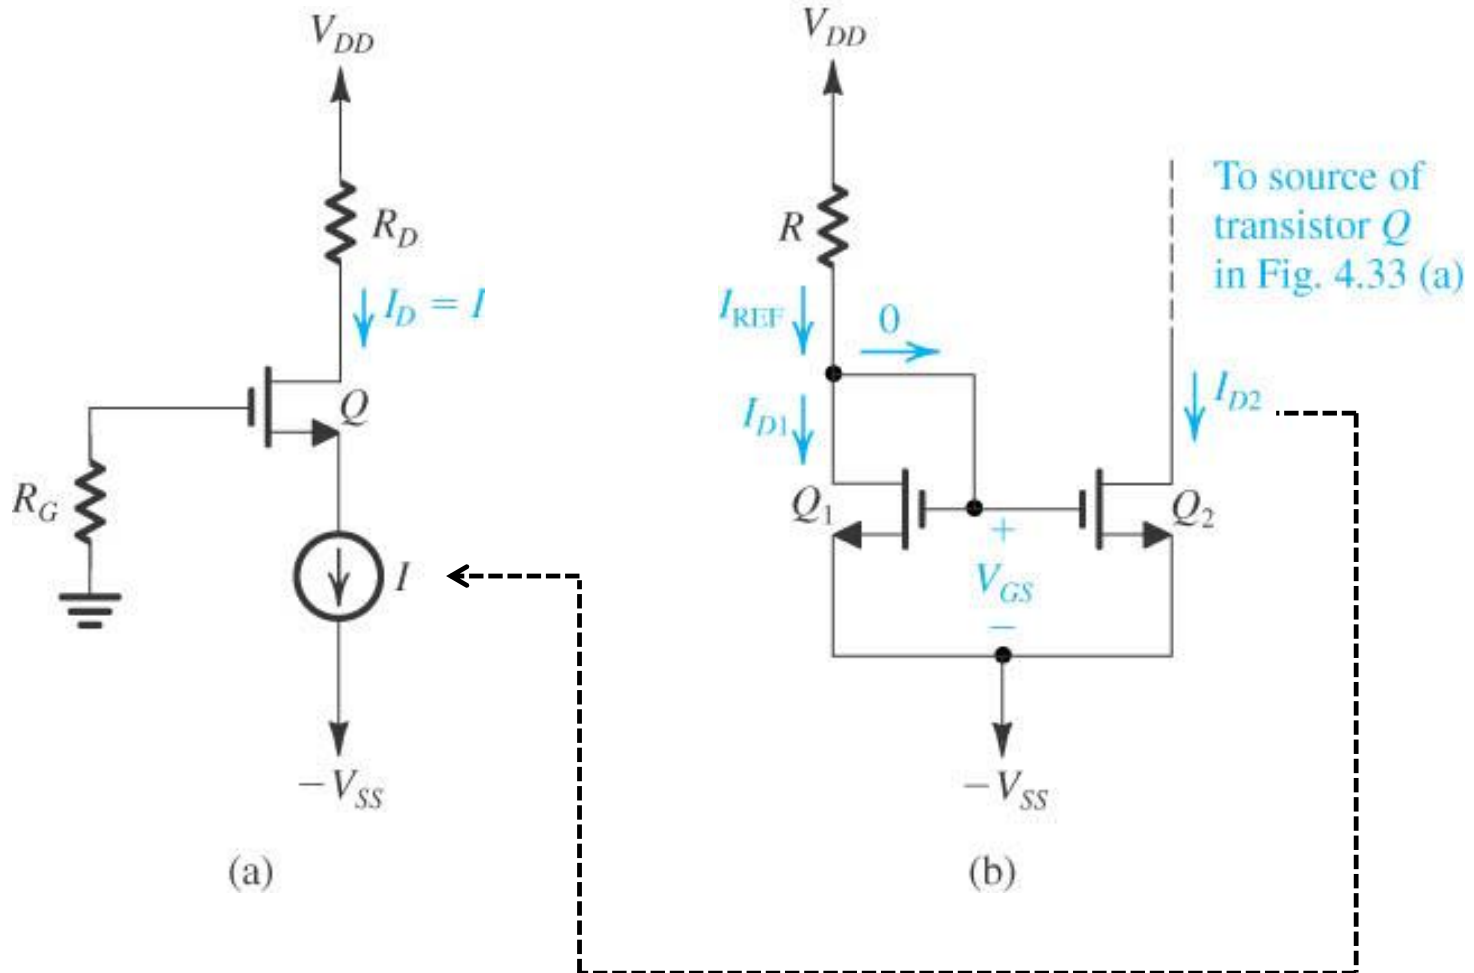 V_DD
R_D
I_D = I
Q
R_G
I
−V_SS
(a)
V_DD
R
I_REF
0
I_D1
Q_1
+
V_GS
−
Q_2
I_D2
To source of
transistor Q
in Fig. 4.33 (a)
−V_SS
(b)